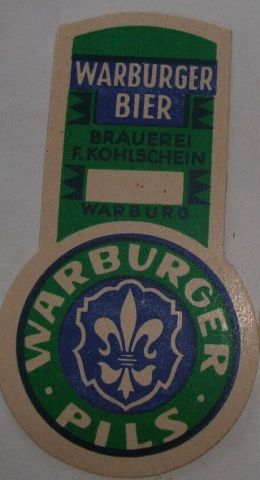 WARBURGER
BIER
BRAUEREI
F. KOHLSCHEIN
WARBURG
WARBURGER
· PILS ·